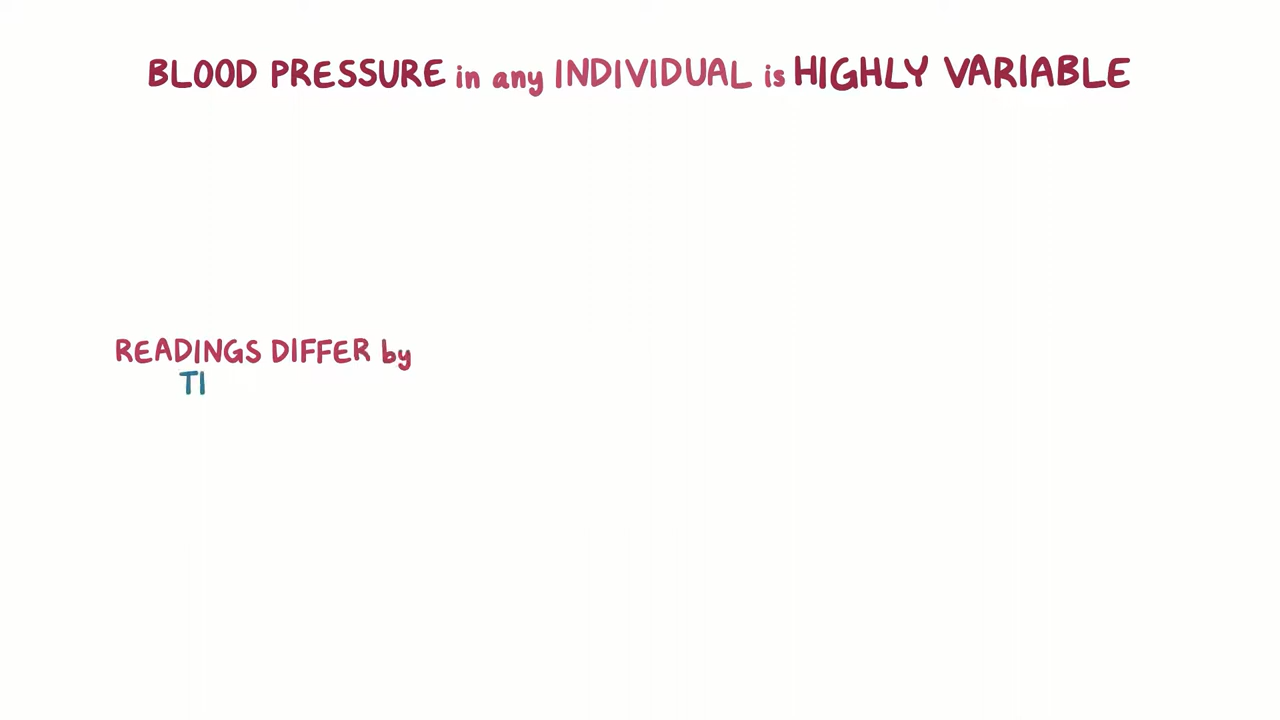 BLOOD PRESSURE in any INDIVIDUAL is HIGHLY VARIABLE
READINGS DIFFER by
TI